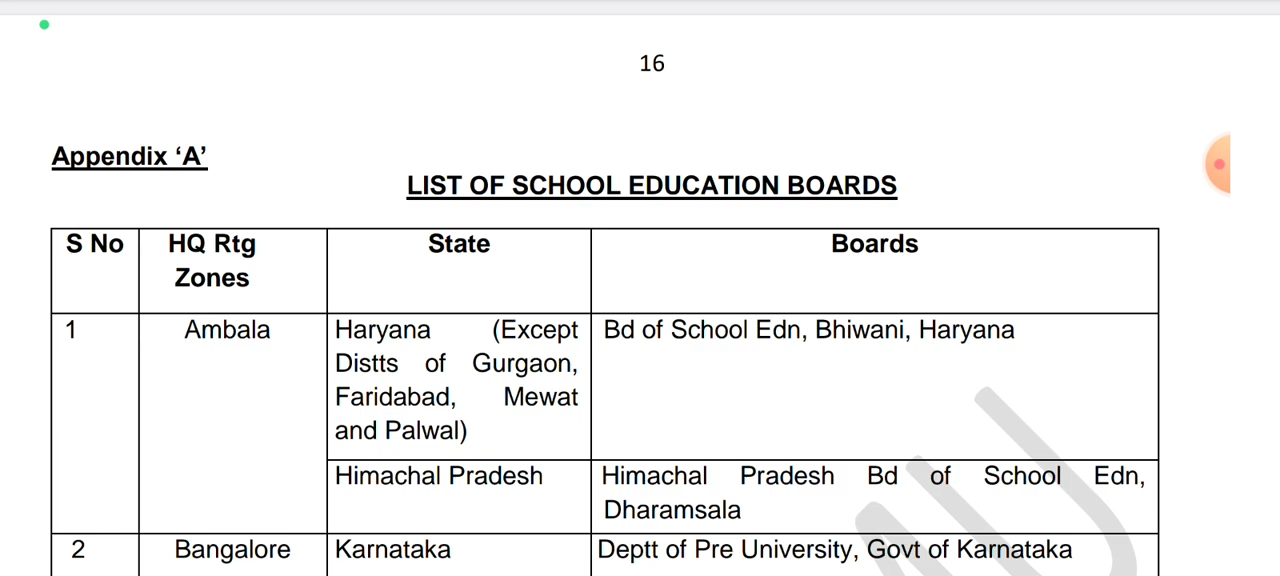 16
Appendix ‘A’
LIST OF SCHOOL EDUCATION BOARDS
S No HQ Rtg Zones State Boards
1 Ambala Haryana (Except Bd of School Edn, Bhiwani, Haryana
Distts of Gurgaon,
Faridabad, Mewat
and Palwal)
Himachal Pradesh Himachal Pradesh Bd of School Edn,
Dharamsala
2 Bangalore Karnataka Deptt of Pre University, Govt of Karnataka